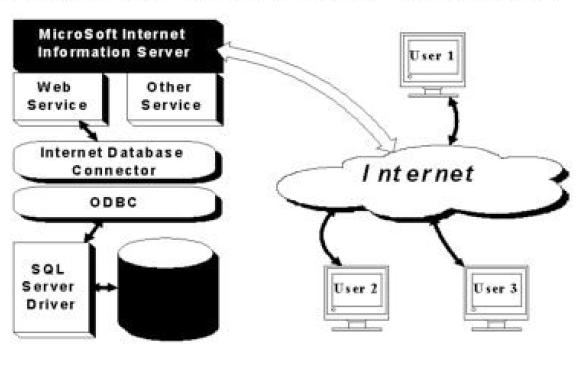 MicroSoft Internet
Information Server
Web
Service
Other
Service
Internet Database
Connector
ODBC
SQL
Server
Driver
User 1
Internet
User 2
User 3